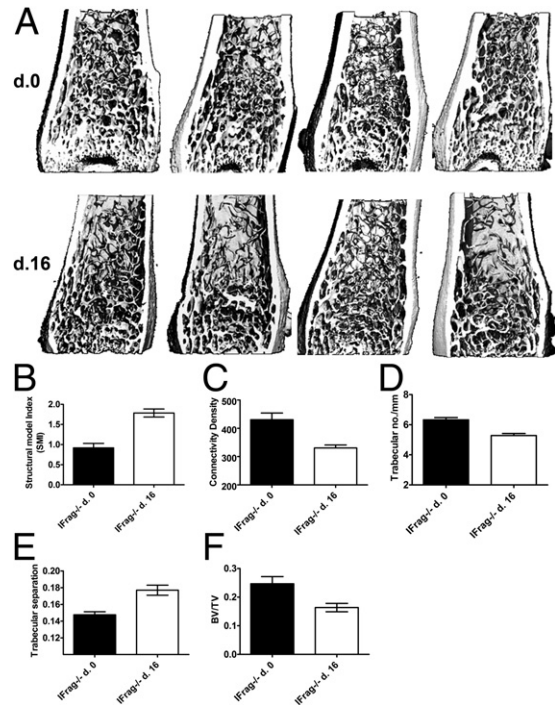 A
d.0
d.16
B
Structural model Index
(SMI)
2.0
1.5
1.0
0.5
0.0
IFrag-/- d. 0
IFrag-/- d. 16
C
Connectivity Density
500
400
300
200
IFrag-/- d. 0
IFrag-/- d. 16
D
Trabecular no./mm
8
6
4
2
IFrag-/- d. 0
IFrag-/- d. 16
E
Trabecular separation
0.20
0.18
0.16
0.14
0.12
IFrag-/- d. 0
IFrag-/- d. 16
F
BV/TV
0.3
0.2
0.1
0.0
IFrag-/- d. 0
IFrag-/- d. 16